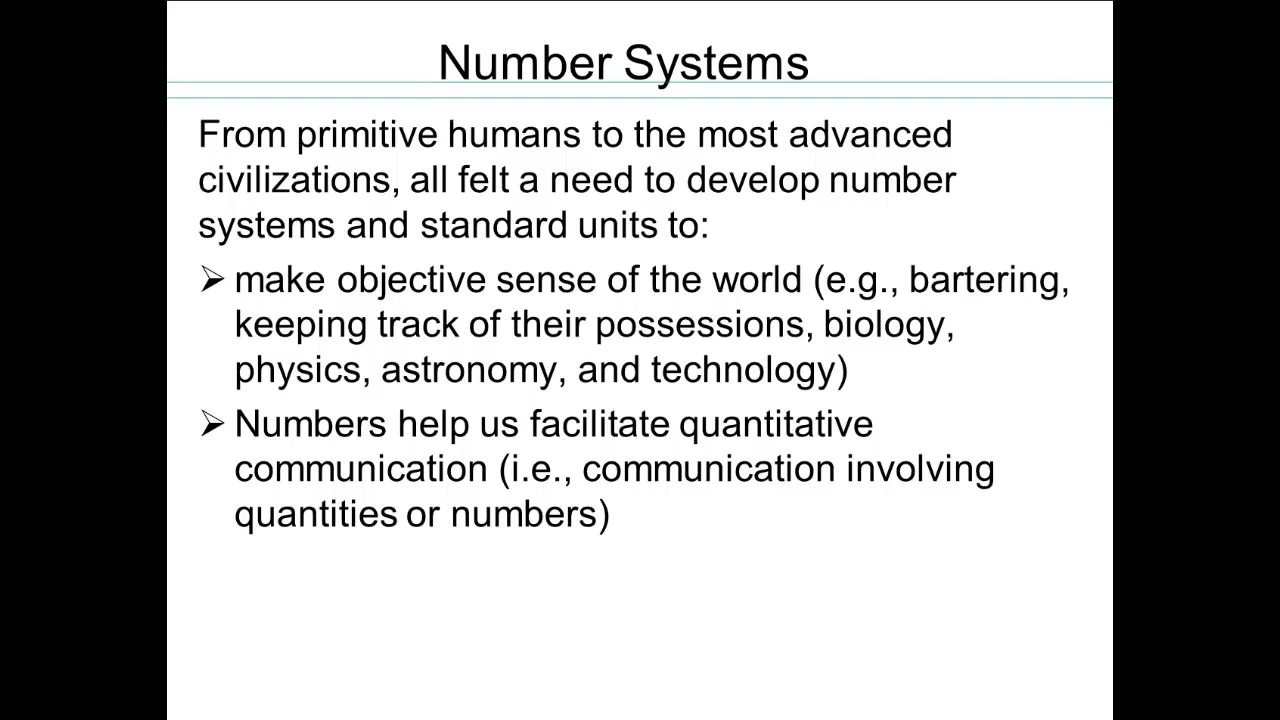 Number Systems
From primitive humans to the most advanced
civilizations, all felt a need to develop number
systems and standard units to:
➢ make objective sense of the world (e.g., bartering,
keeping track of their possessions, biology,
physics, astronomy, and technology)
➢ Numbers help us facilitate quantitative
communication (i.e., communication involving
quantities or numbers)